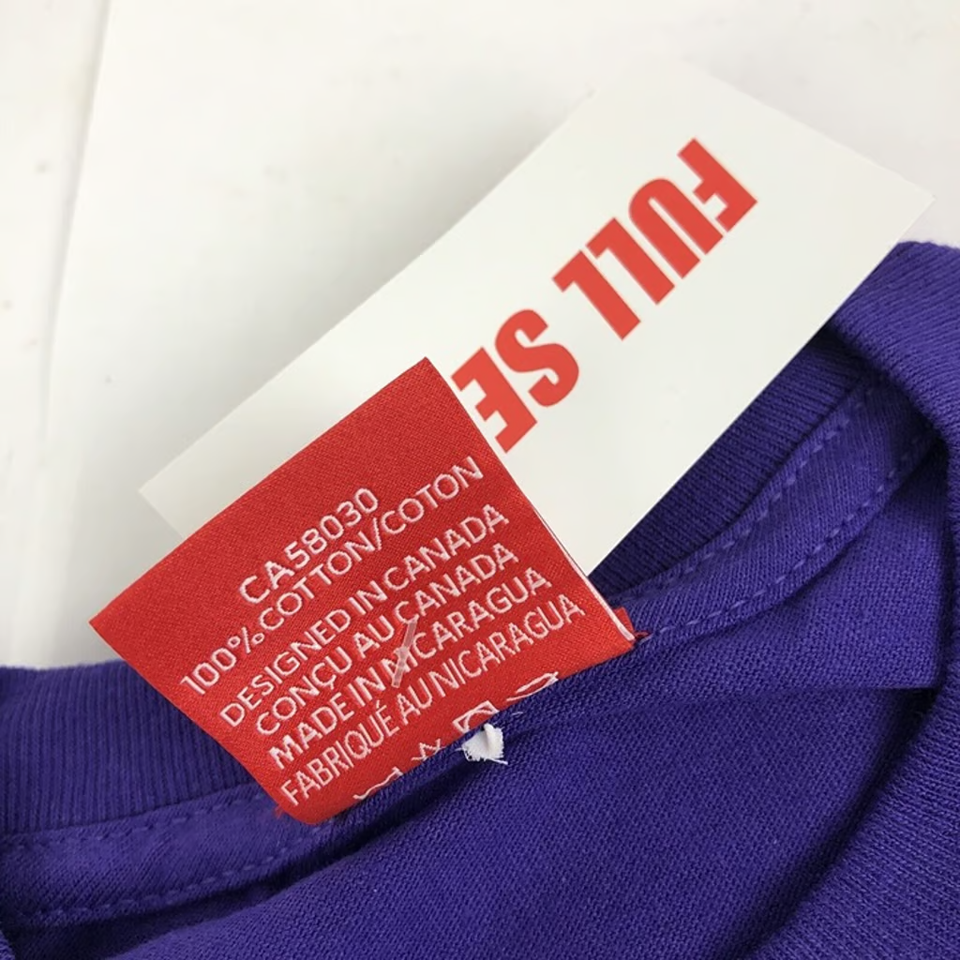 FULL SE
CA58030
100%COTTON/COTON
DESIGNED IN CANADA
CONÇU AU CANADA
MADE IN NICARAGUA
FABRIQUÉ AU NICARAGUA